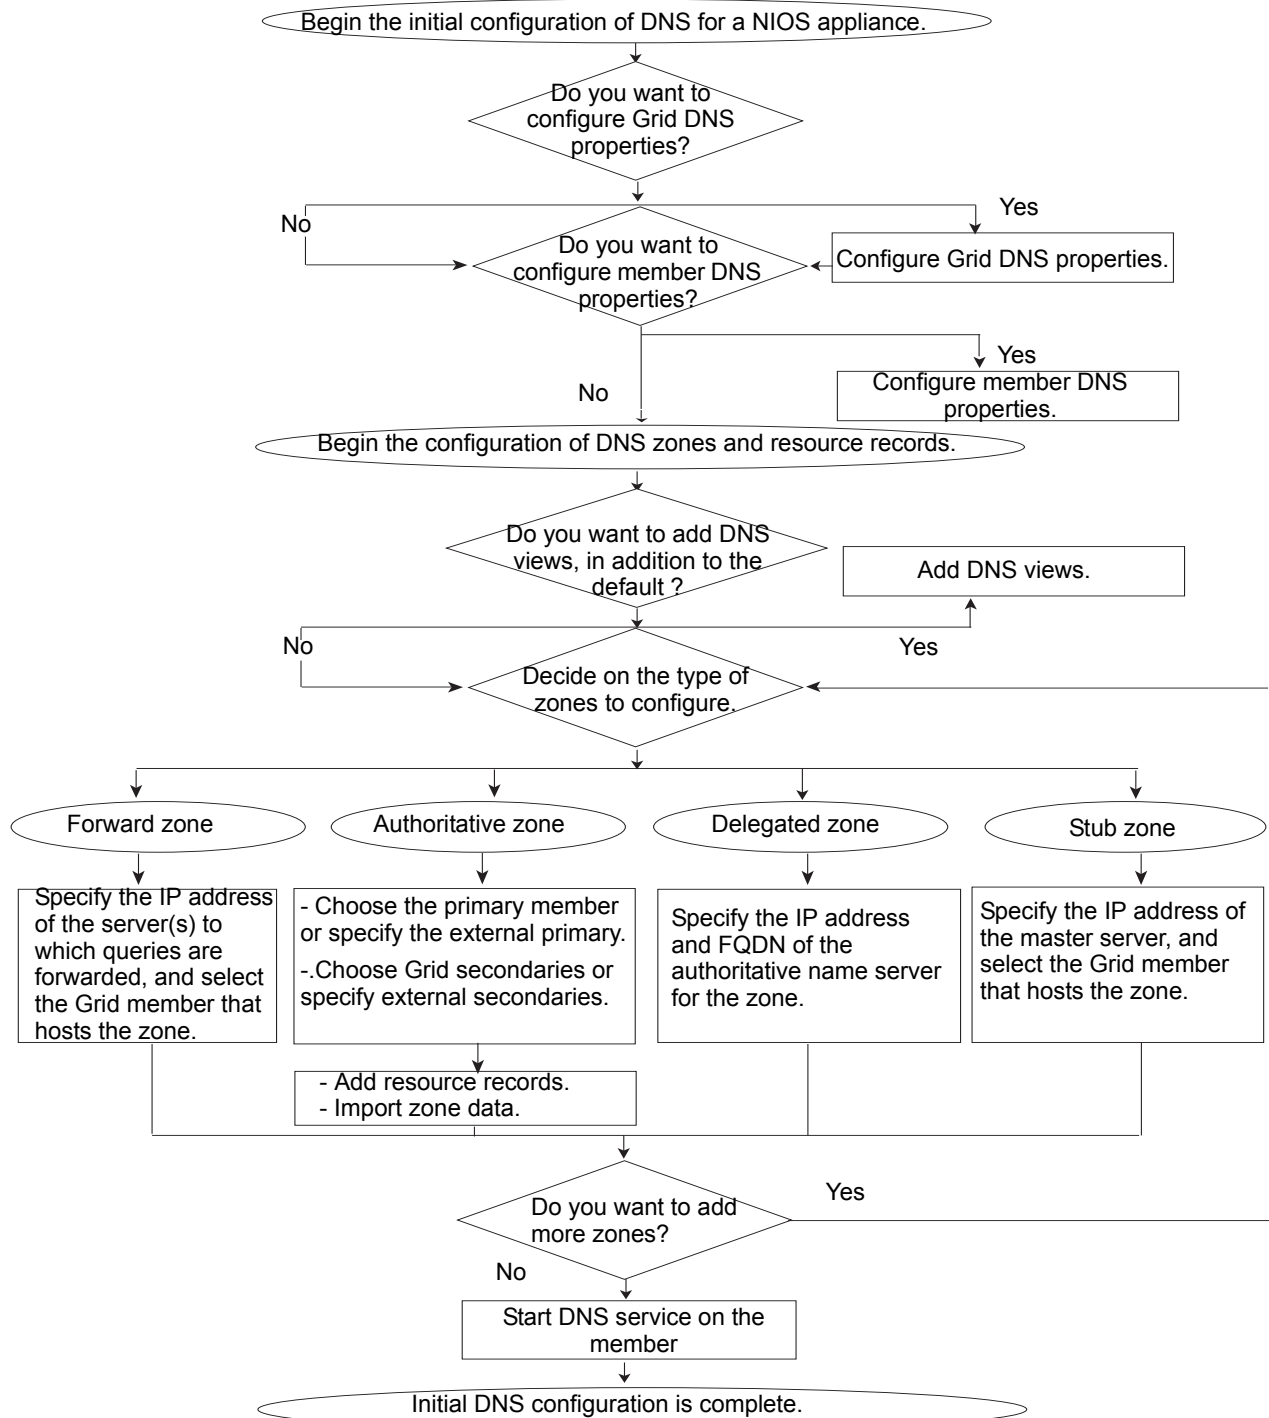 Begin the initial configuration of DNS for a NIOS appliance.
Do you want to
configure Grid DNS
properties?
No
Yes
Do you want to
configure member DNS
properties?
Configure Grid DNS properties.
Yes
Configure member DNS
properties.
No
Begin the configuration of DNS zones and resource records.
Do you want to add DNS
views, in addition to the
default ?
Add DNS views.
No
Yes
Decide on the type of
zones to configure.
Forward zone
Authoritative zone
Delegated zone
Stub zone
Specify the IP address
of the server(s) to
which queries are
forwarded, and select
the Grid member that
hosts the zone.
- Choose the primary member
or specify the external primary.
-.Choose Grid secondaries or
specify external secondaries.
Specify the IP address
and FQDN of the
authoritative name server
for the zone.
Specify the IP address of
the master server, and
select the Grid member
that hosts the zone.
- Add resource records.
- Import zone data.
Do you want to add
more zones?
Yes
No
Start DNS service on the
member
Initial DNS configuration is complete.